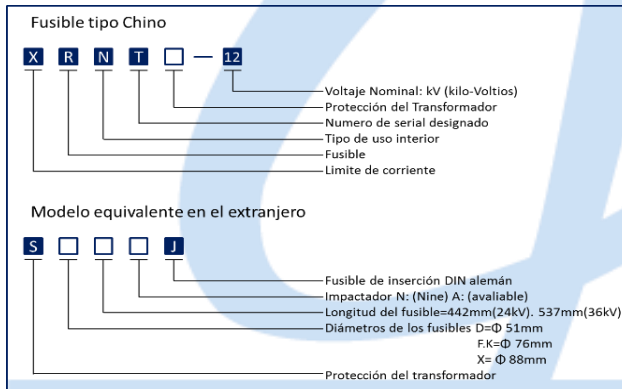 Fusible tipo Chino
X R N T □ — 12
Voltaje Nominal: kV (kilo-Voltios)
Protección del Transformador
Numero de serial designado
Tipo de uso interior
Fusible
Limite de corriente
Modelo equivalente en el extranjero
S □ □ □ J
Fusible de inserción DIN alemán
Impactador N: (Nine) A: (avaliable)
Longitud del fusible=442mm(24kV). 537mm(36kV)
Diámetros de los fusibles D=Φ 51mm
F.K=Φ 76mm
X= Φ 88mm
Protección del transformador